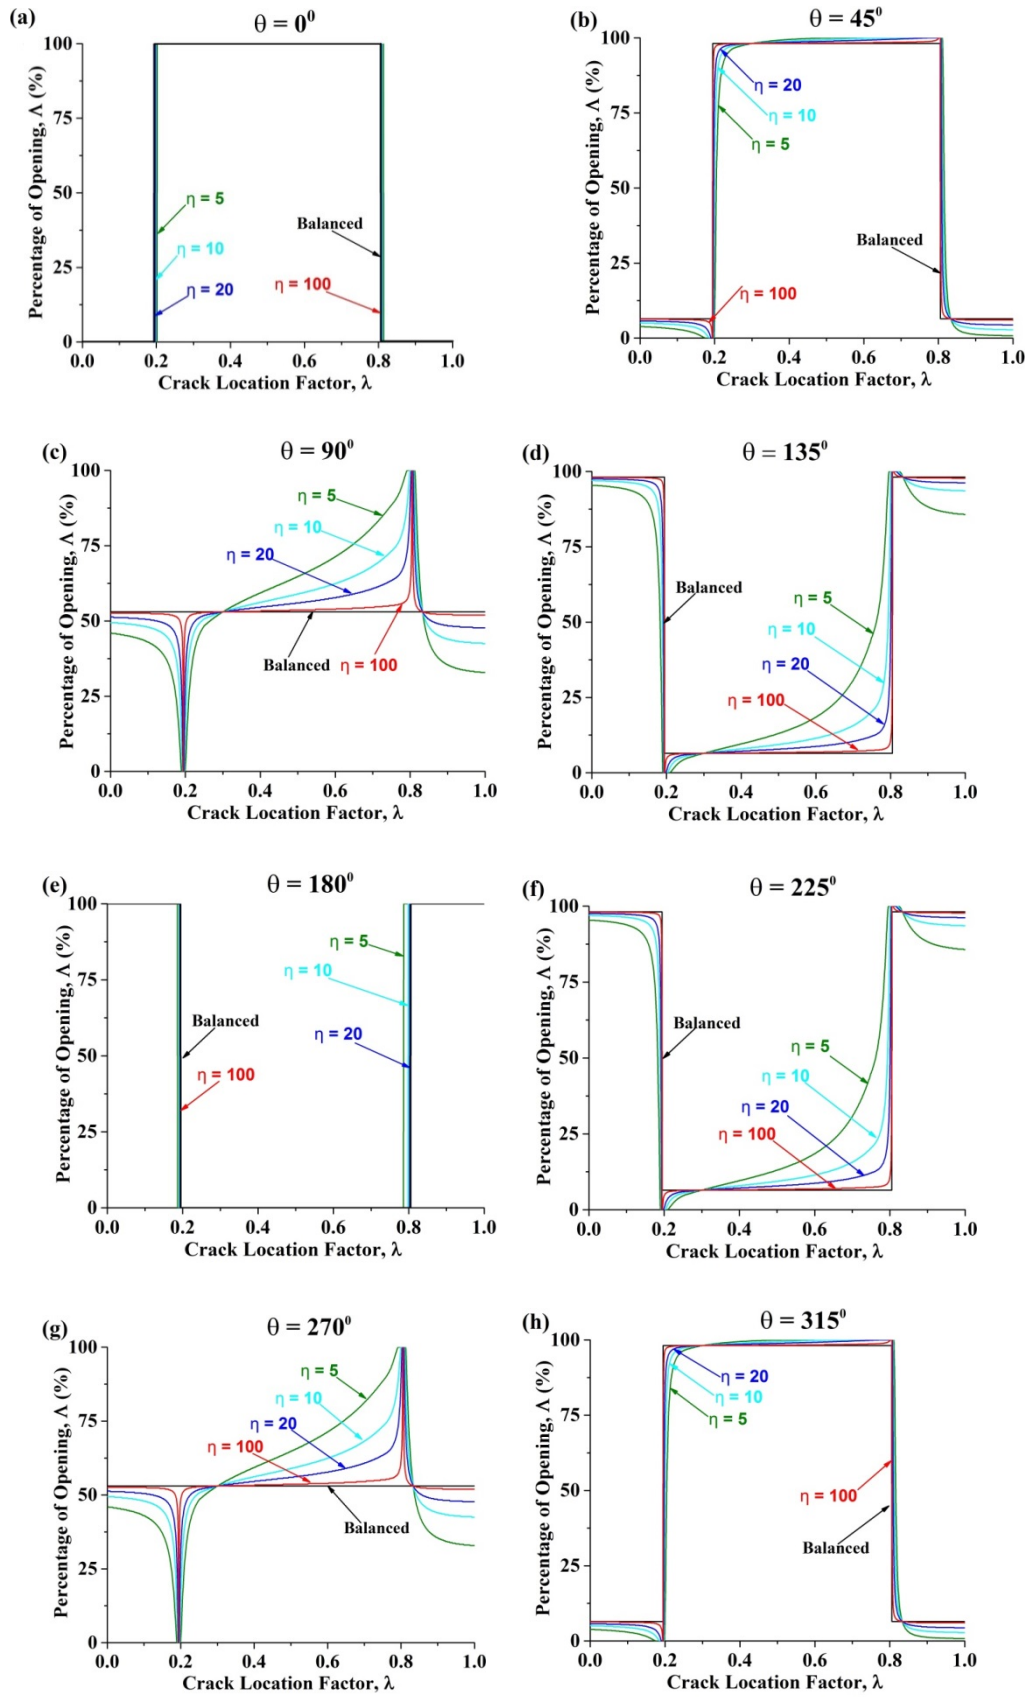 (a) θ = 0⁰
Percentage of Opening, Λ (%)
100
75
50
25
0
η = 5
η = 10
η = 20
Balanced
η = 100
0.0 0.2 0.4 0.6 0.8 1.0
Crack Location Factor, λ
(b) θ = 45⁰
Percentage of Opening, Λ (%)
100
75
50
25
0
η = 20
η = 10
η = 5
Balanced
η = 100
0.0 0.2 0.4 0.6 0.8 1.0
Crack Location Factor, λ
(c) θ = 90⁰
Percentage of Opening, Λ (%)
100
75
50
25
0
η = 5
η = 10
η = 20
Balanced
η = 100
0.0 0.2 0.4 0.6 0.8 1.0
Crack Location Factor, λ
(d) θ = 135⁰
Percentage of Opening, Λ (%)
100
75
50
25
0
Balanced
η = 5
η = 10
η = 20
η = 100
0.0 0.2 0.4 0.6 0.8 1.0
Crack Location Factor, λ
(e) θ = 180⁰
Percentage of Opening, Λ (%)
100
75
50
25
0
η = 5
η = 10
Balanced
η = 20
η = 100
0.0 0.2 0.4 0.6 0.8 1.0
Crack Location Factor, λ
(f) θ = 225⁰
Percentage of Opening, Λ (%)
100
75
50
25
0
Balanced
η = 5
η = 10
η = 20
η = 100
0.0 0.2 0.4 0.6 0.8 1.0
Crack Location Factor, λ
(g) θ = 270⁰
Percentage of Opening, Λ (%)
100
75
50
25
0
η = 5
η = 10
η = 20
η = 100
Balanced
0.0 0.2 0.4 0.6 0.8 1.0
Crack Location Factor, λ
(h) θ = 315⁰
Percentage of Opening, Λ (%)
100
75
50
25
0
η = 20
η = 10
η = 5
η = 100
Balanced
0.0 0.2 0.4 0.6 0.8 1.0
Crack Location Factor, λ